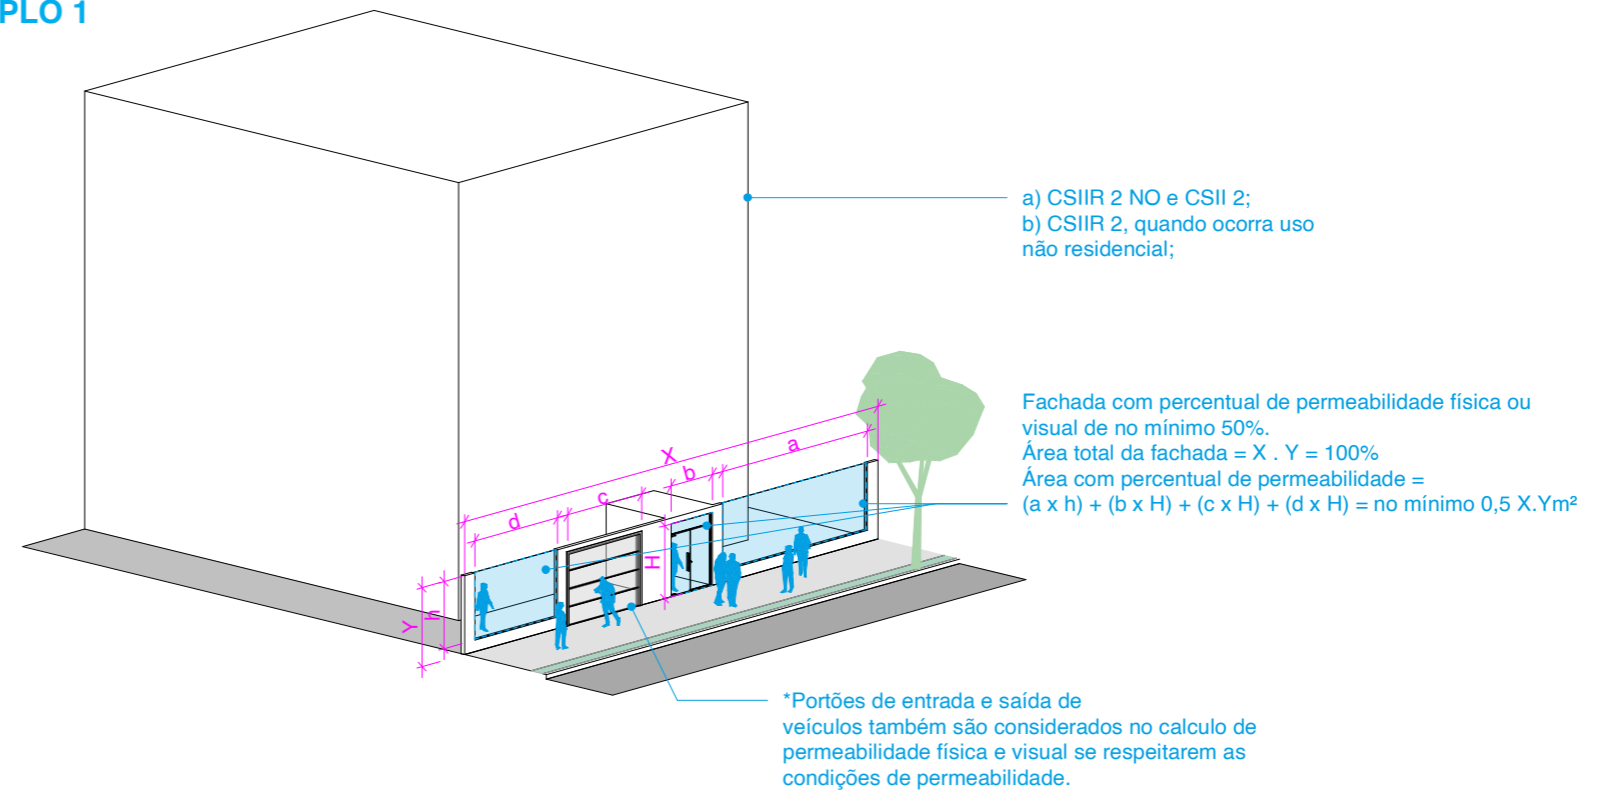 PLO 1
a) CSIIR 2 NO e CSII 2;
b) CSIIR 2, quando ocorra uso
não residencial;
Fachada com percentual de permeabilidade física ou
visual de no mínimo 50%.
Área total da fachada = X . Y = 100%
Área com percentual de permeabilidade =
(a x h) + (b x H) + (c x H) + (d x H) = no mínimo 0,5 X.Ym²
X
a
b
c
d
H
Y
h
*Portões de entrada e saída de
veículos também são considerados no calculo de
permeabilidade física e visual se respeitarem as
condições de permeabilidade.